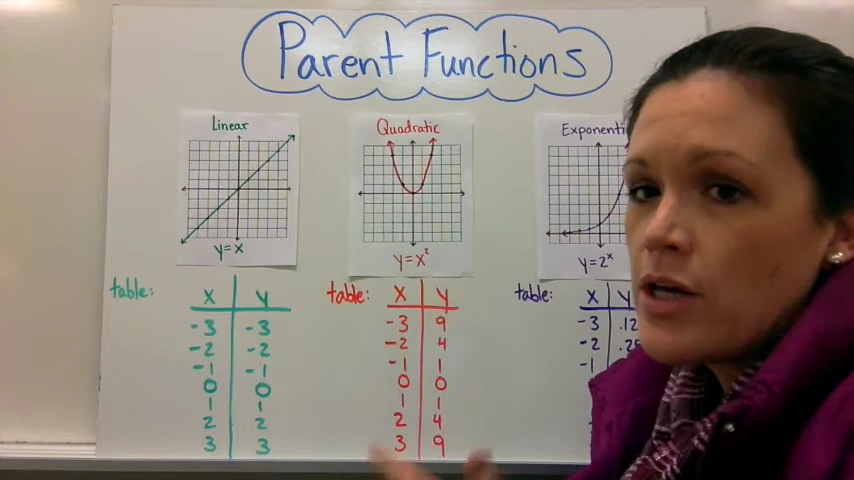 Parent Functions
Linear
y = x
table:
x y
-3 -3
-2 -2
-1 -1
0 0
1 1
2 2
3 3
Quadratic
y = x²
table:
x y
-3 9
-2 4
-1 1
0 0
1 1
2 4
3 9
Exponenti
y = 2ˣ
table:
x y
-3 .12
-2 .25
-1